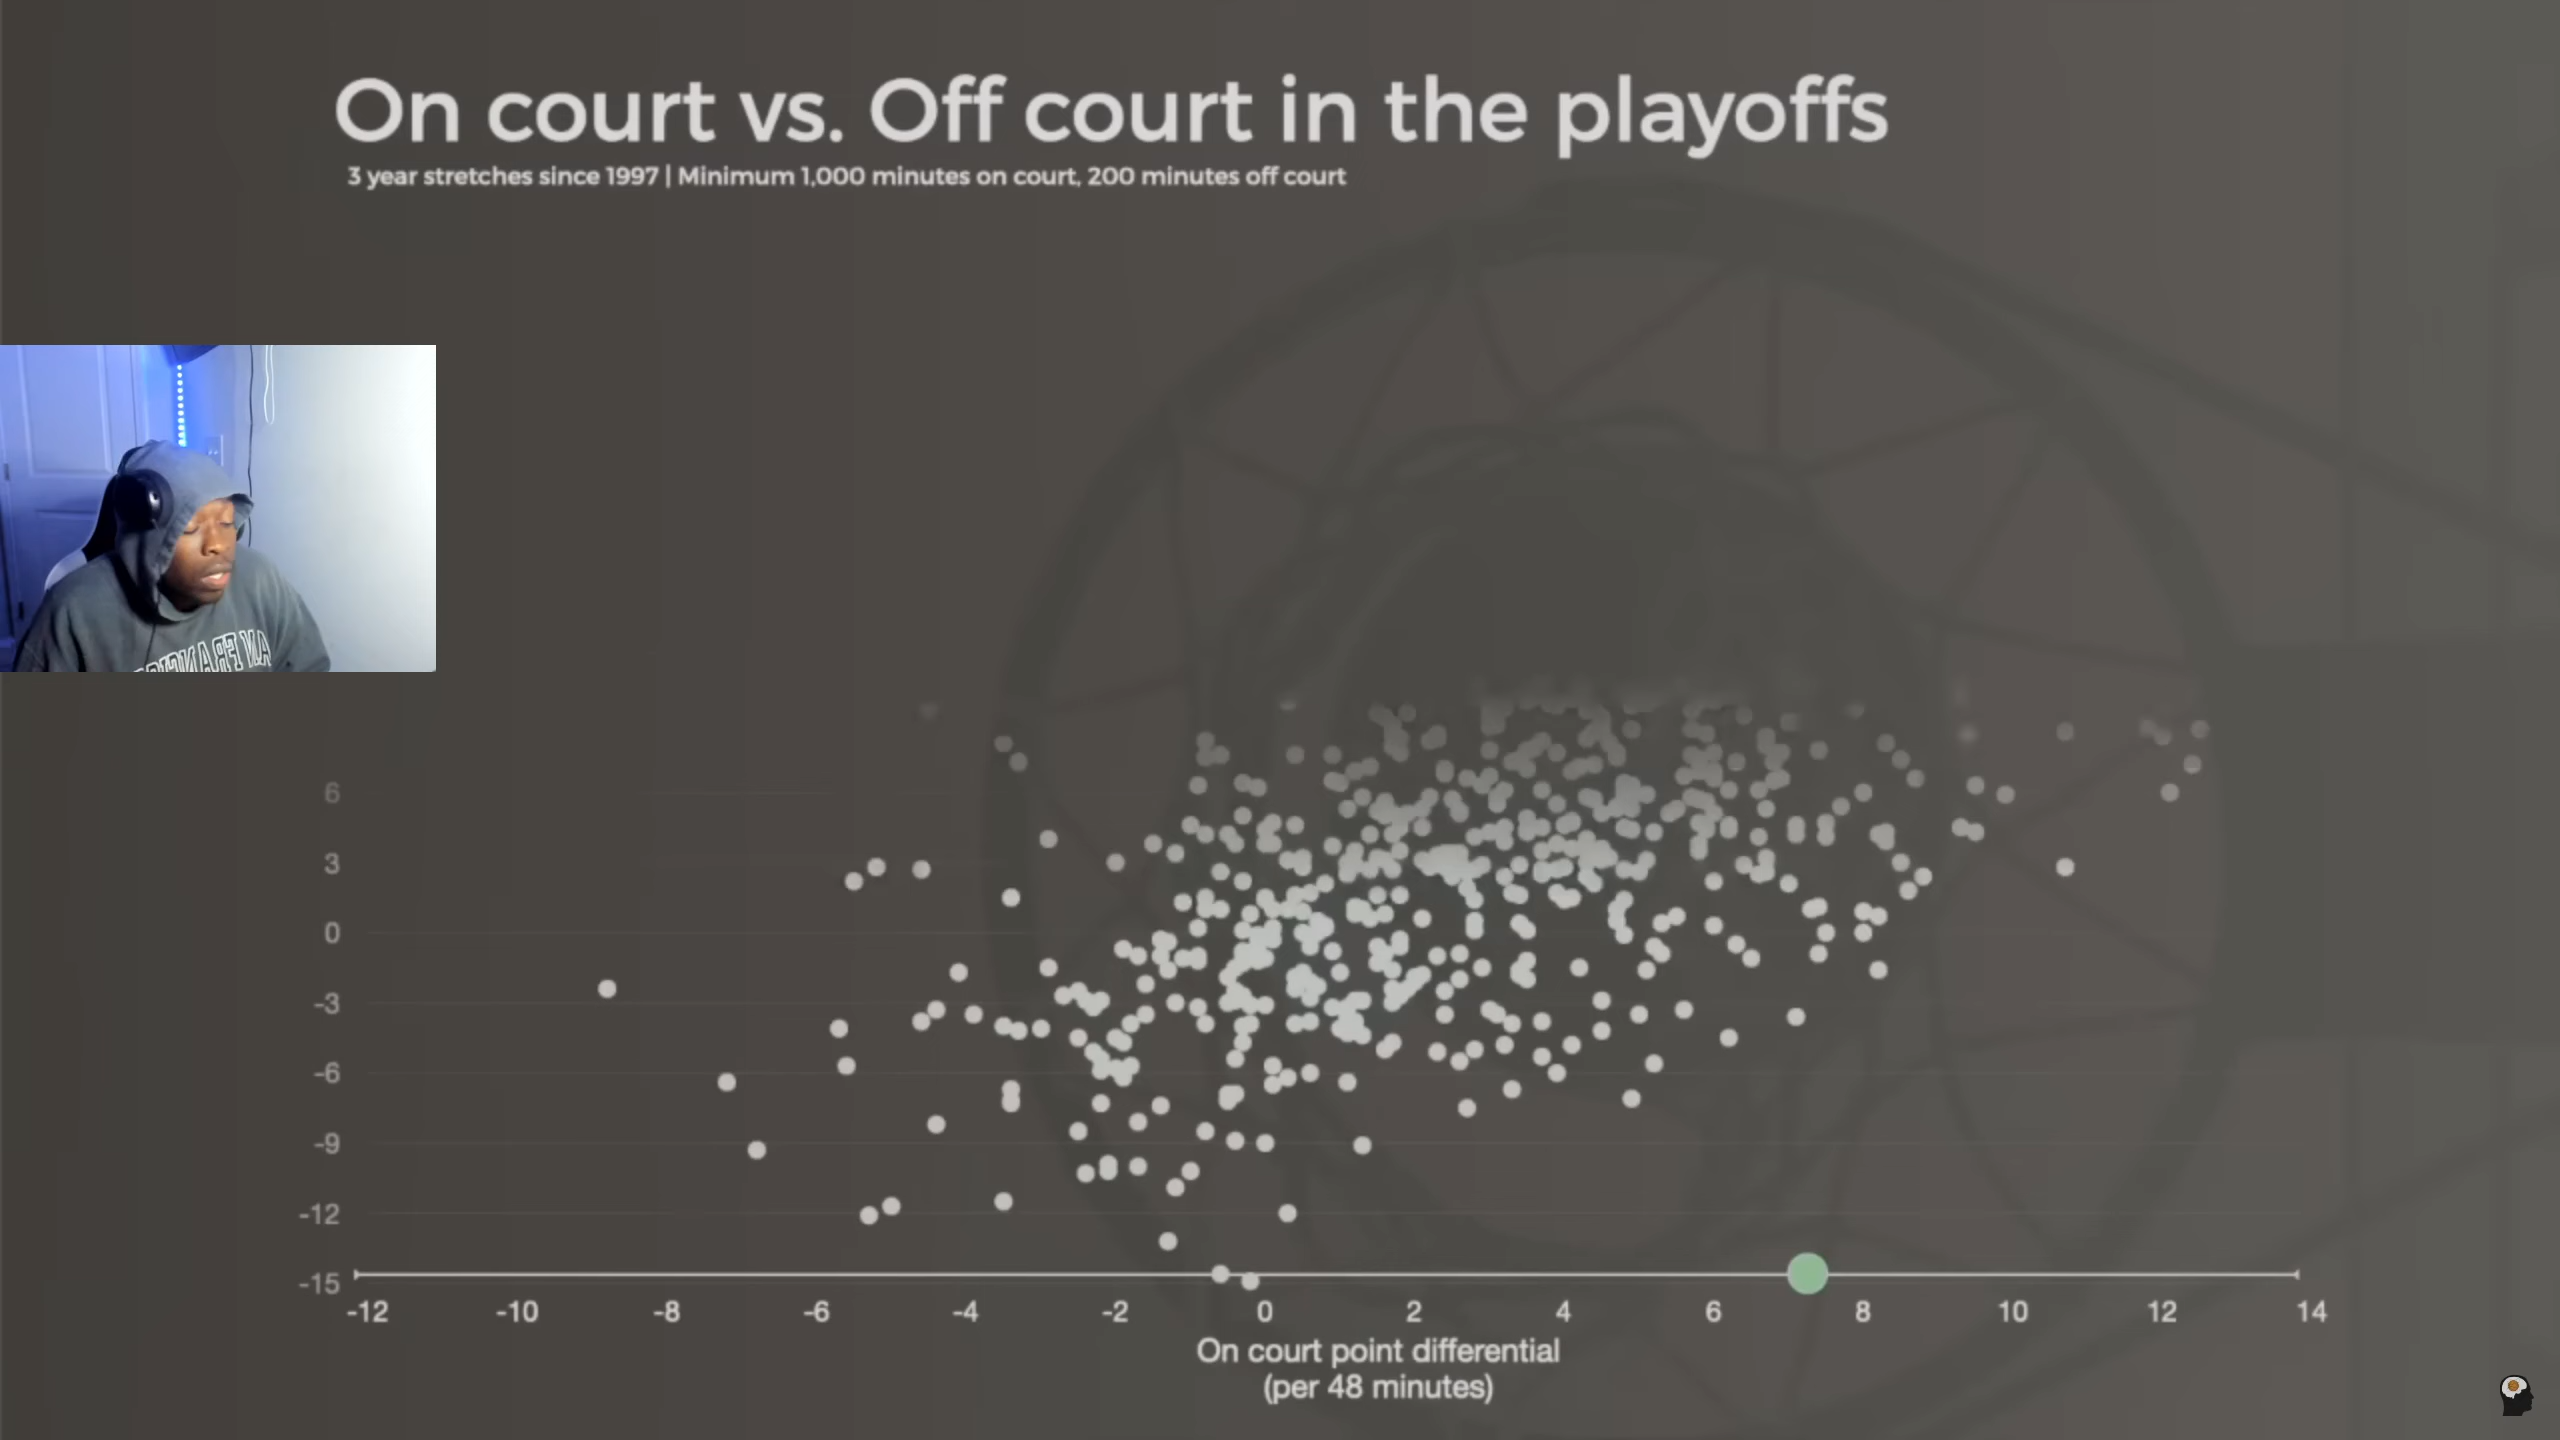 On court vs. Off court in the playoffs
3 year stretches since 1997 | Minimum 1,000 minutes on court, 200 minutes off court
6
3
0
-3
-6
-9
-12
-15
-12 -10 -8 -6 -4 -2 0 2 4 6 8 10 12 14
On court point differential
(per 48 minutes)